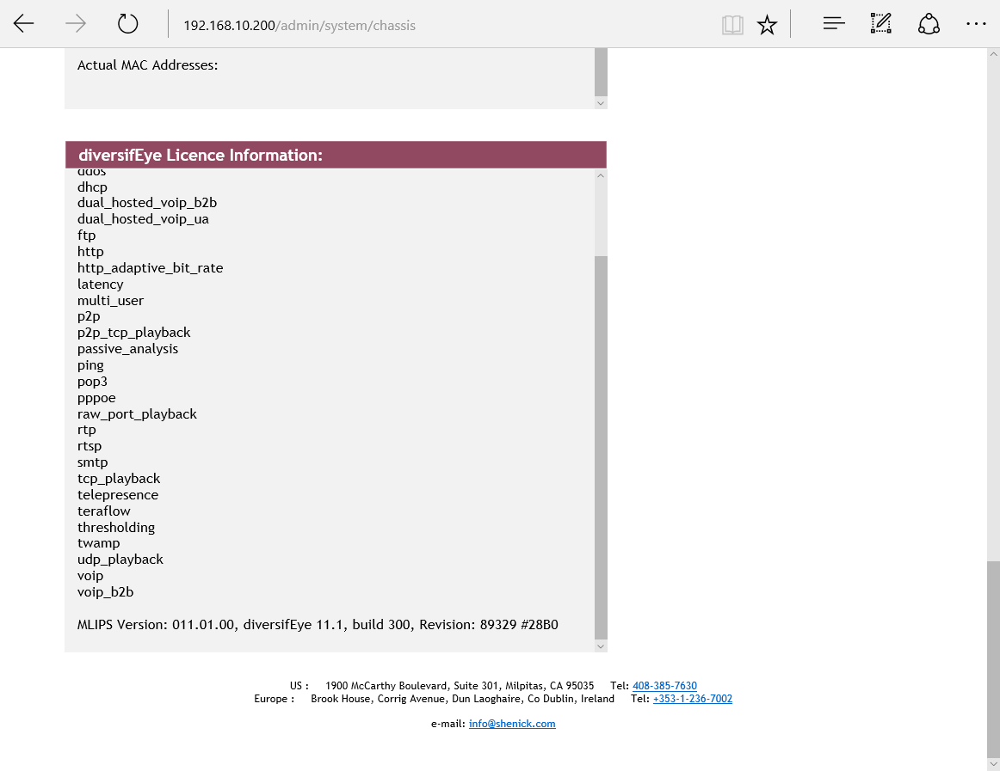 192.168.10.200/admin/system/chassis
Actual MAC Addresses:
diversifEye Licence Information:
ddos
dhcp
dual_hosted_voip_b2b
dual_hosted_voip_ua
ftp
http
http_adaptive_bit_rate
latency
multi_user
p2p
p2p_tcp_playback
passive_analysis
ping
pop3
pppoe
raw_port_playback
rtp
rtsp
smtp
tcp_playback
telepresence
teraflow
thresholding
twamp
udp_playback
voip
voip_b2b
MLIPS Version: 011.01.00, diversifEye 11.1, build 300, Revision: 89329 #28B0
US : 1900 McCarthy Boulevard, Suite 301, Milpitas, CA 95035 Tel: 408-385-7630
Europe : Brook House, Corrig Avenue, Dun Laoghaire, Co Dublin, Ireland Tel: +353-1-236-7002
e-mail: info@shenick.com